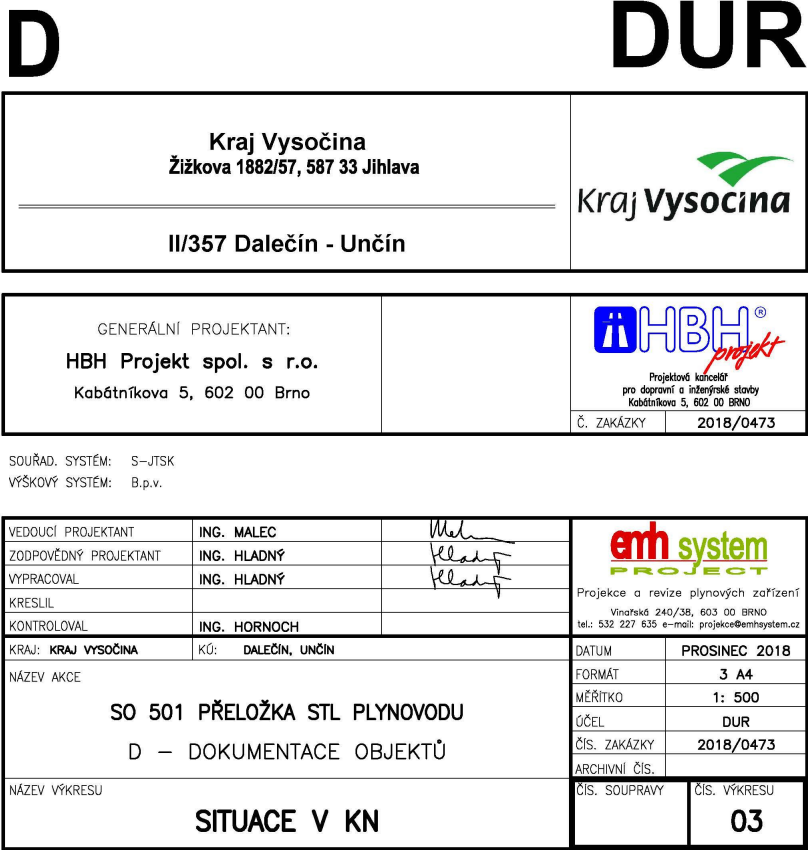 D
DUR
Kraj Vysočina
Žižkova 1882/57, 587 33 Jihlava
II/357 Dalečín - Unčín
Kraj Vysočina
GENERÁLNÍ PROJEKTANT:
HBH Projekt spol. s r.o.
Kabátníkova 5, 602 00 Brno
HBH®
projekt
Projektová kancelář
pro dopravní a inženýrské stavby
Kabátníkova 5, 602 00 BRNO
Č. ZAKÁZKY 2018/0473
SOUŘAD. SYSTÉM: S-JTSK
VÝŠKOVÝ SYSTÉM: B.p.v.
VEDOUCÍ PROJEKTANT ING. MALEC
ZODPOVĚDNÝ PROJEKTANT ING. HLADNÝ
VYPRACOVAL ING. HLADNÝ
KRESLIL
KONTROLOVAL ING. HORNOCH
emh system
PROJECT
Projekce a revize plynových zařízení
Vinařská 240/38, 603 00 BRNO
tel.: 532 227 635 e-mail: projekce@emhsystem.cz
KRAJ: KRAJ VYSOČINA KÚ: DALEČÍN, UNČÍN
NÁZEV AKCE
SO 501 PŘELOŽKA STL PLYNOVODU
D – DOKUMENTACE OBJEKTŮ
DATUM PROSINEC 2018
FORMÁT 3 A4
MĚŘÍTKO 1: 500
ÚČEL DUR
ČÍS. ZAKÁZKY 2018/0473
ARCHIVNÍ ČÍS.
NÁZEV VÝKRESU
SITUACE V KN
ČÍS. SOUPRAVY
ČÍS. VÝKRESU
03